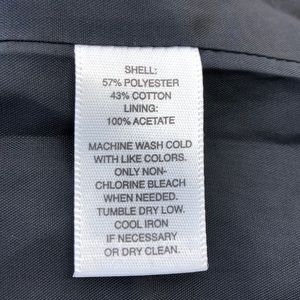 SHELL:
57% POLYESTER
43% COTTON
LINING:
100% ACETATE
MACHINE WASH COLD
WITH LIKE COLORS.
ONLY NON-
CHLORINE BLEACH
WHEN NEEDED.
TUMBLE DRY LOW.
COOL IRON
IF NECESSARY
OR DRY CLEAN.